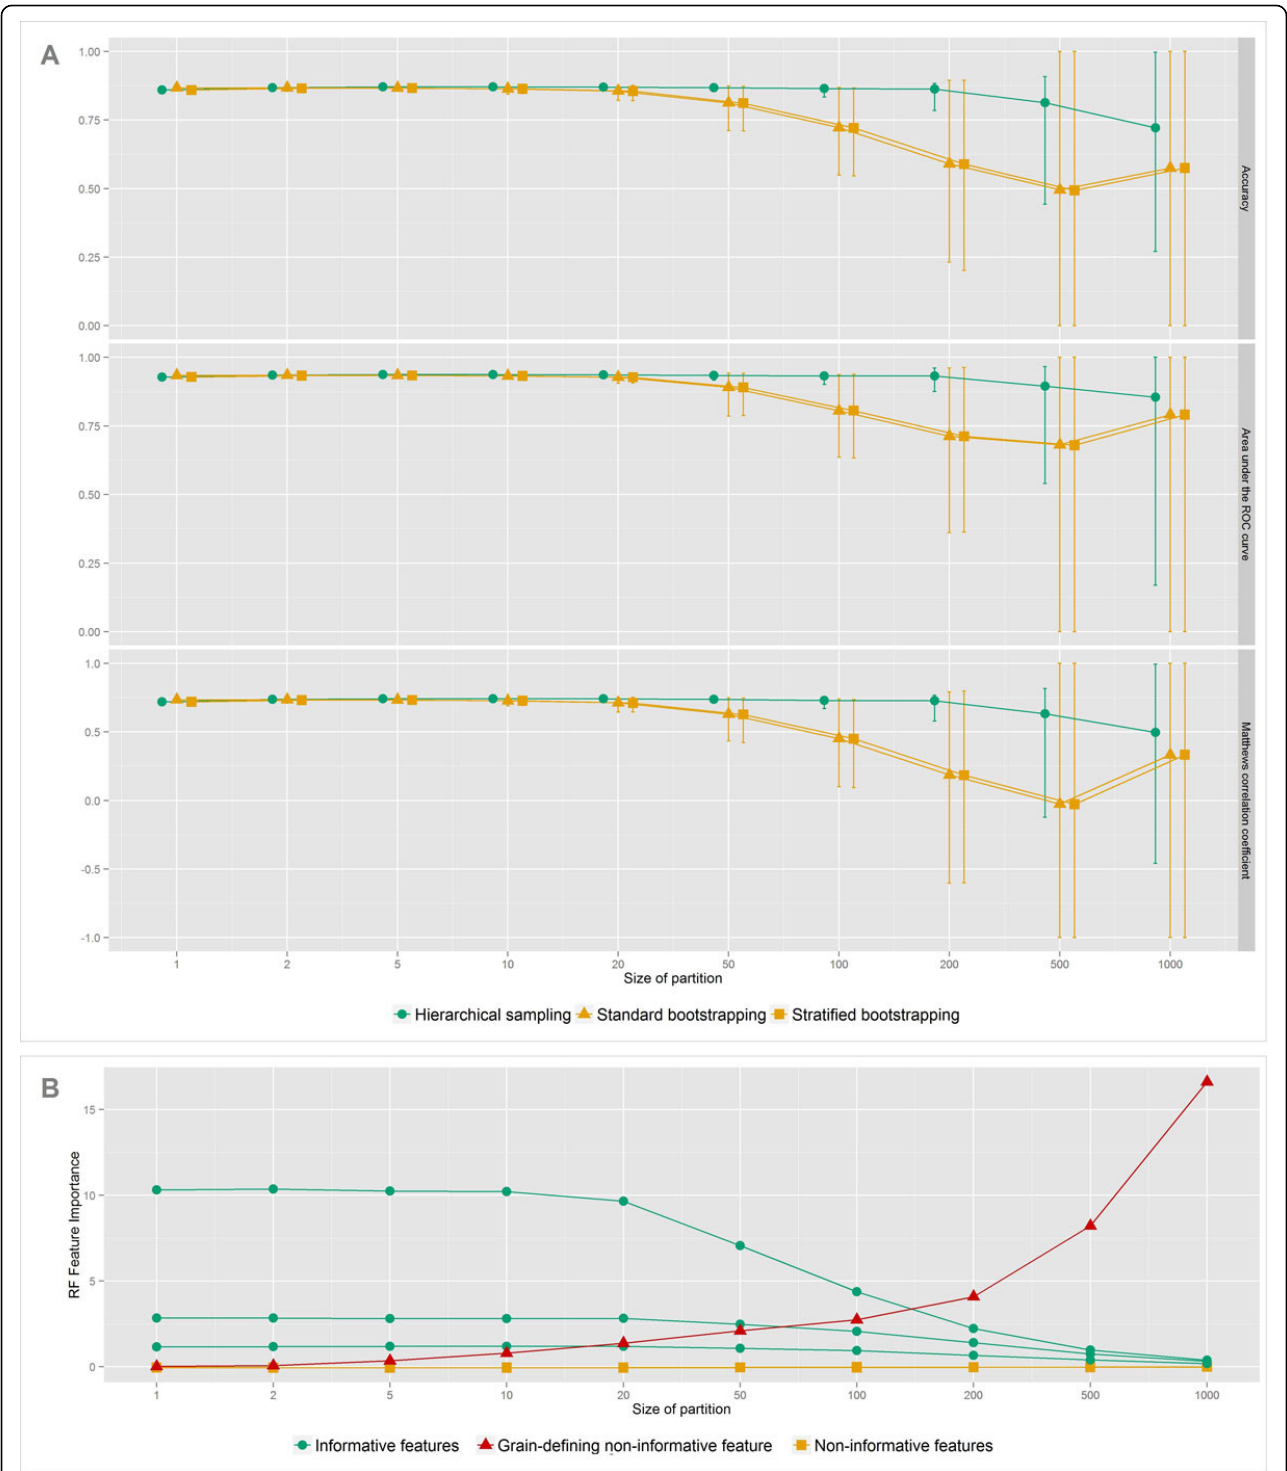 A
1.00
0.75
0.50
0.25
0.00
Accuracy
1.00
0.75
0.50
0.25
0.00
Area under the ROC curve
1.0
0.5
0.0
-0.5
-1.0
Matthews correlation coefficient
1 2 5 10 20 50 100 200 500 1000
Size of partition
Hierarchical sampling Standard bootstrapping Stratified bootstrapping
B
15
10
5
0
RF Feature Importance
1 2 5 10 20 50 100 200 500 1000
Size of partition
Informative features Grain-defining non-informative feature Non-informative features